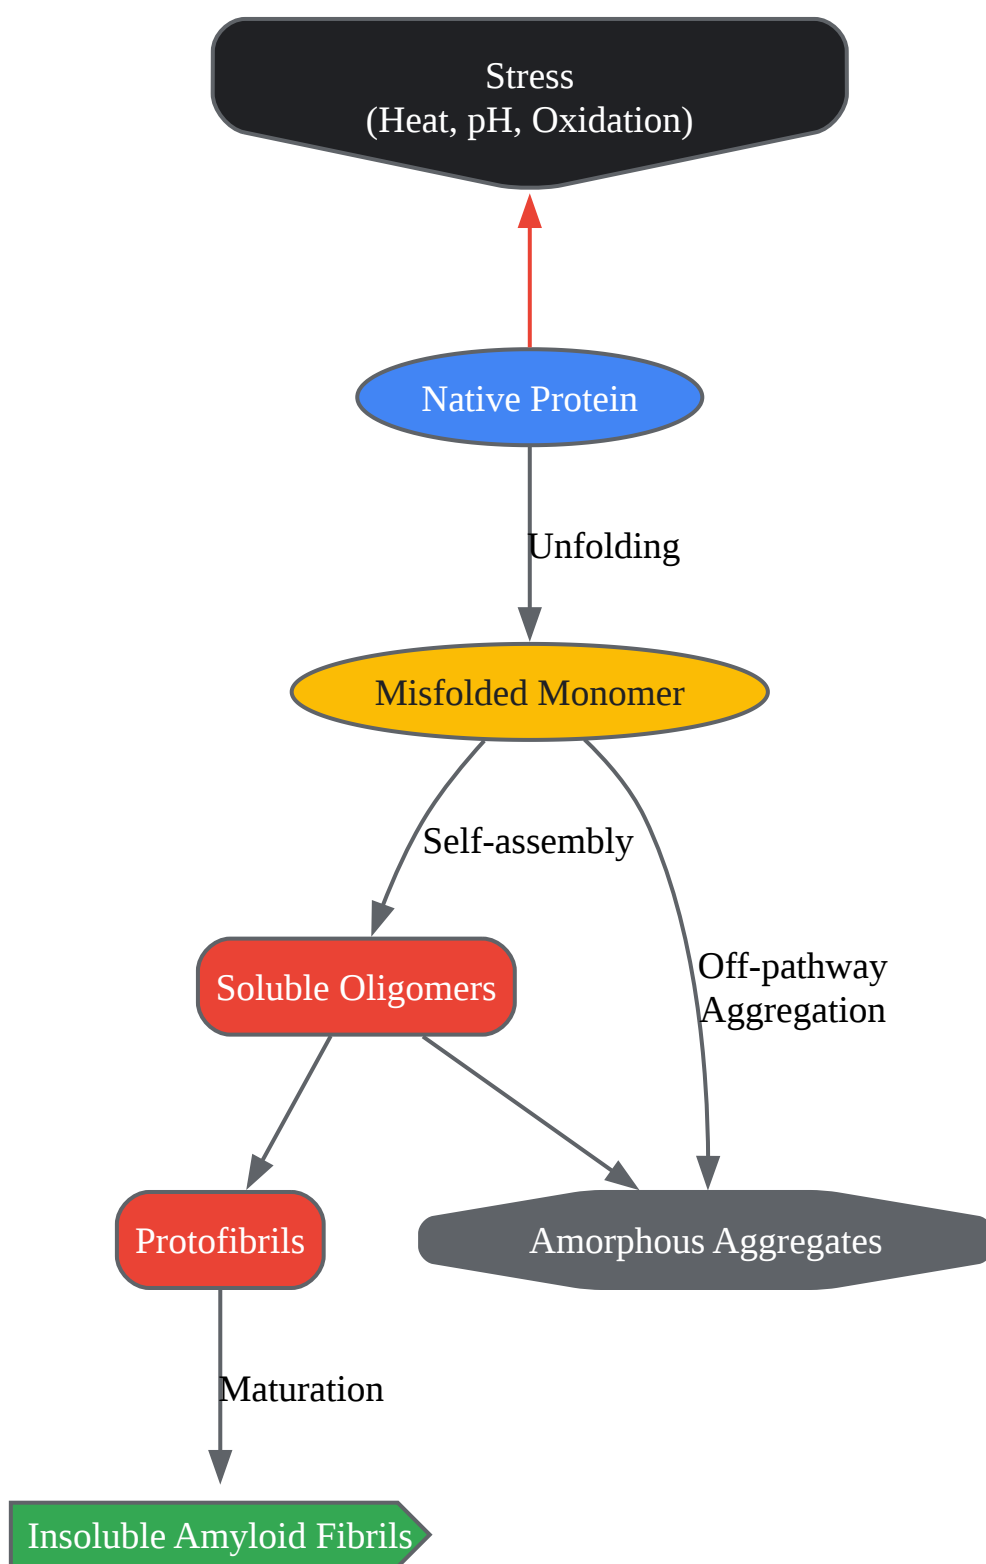 Stress
(Heat, pH, Oxidation)
Native Protein
Unfolding
Misfolded Monomer
Self-assembly
Off-pathway
Aggregation
Soluble Oligomers
Protofibrils
Amorphous Aggregates
Maturation
Insoluble Amyloid Fibrils